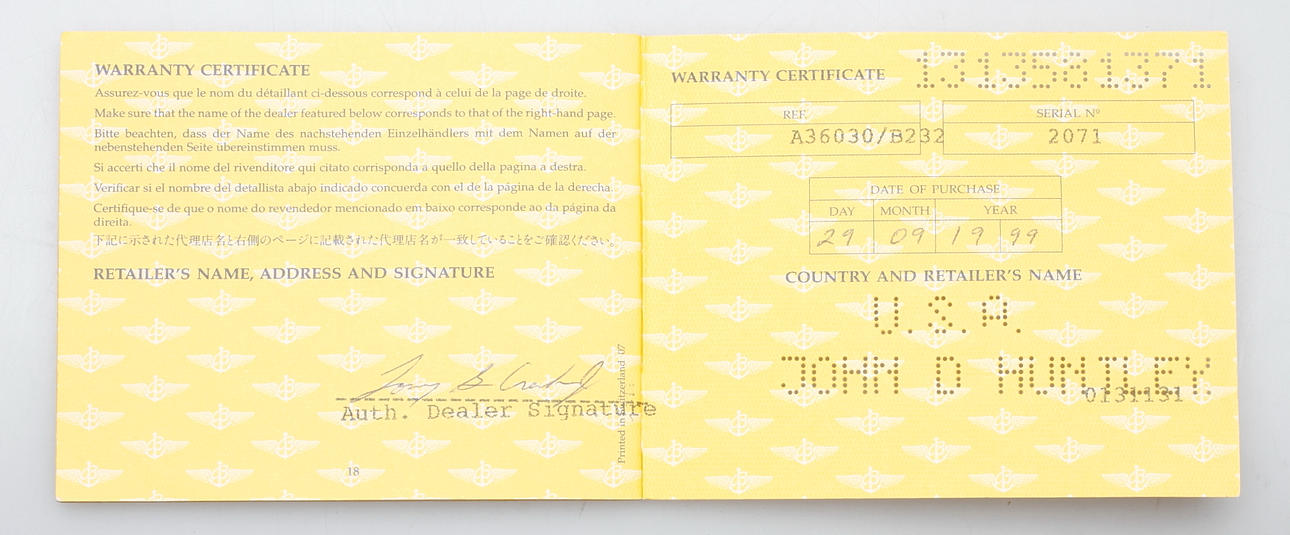 WARRANTY CERTIFICATE
Assurez-vous que le nom du détaillant ci-dessous correspond à celui de la page de droite.
Make sure that the name of the dealer featured below corresponds to that of the right-hand page.
Bitte beachten, dass der Name des nachstehenden Einzelhändlers mit dem Namen auf der
nebenstehenden Seite übereinstimmen muss.
Si accerti che il nome del rivenditore qui citato corrisponda a quello della pagina a destra.
Verificar si el nombre del detallista abajo indicado concuerda con el de la página de la derecha.
Certifique-se de que o nome do revendedor mencionado em baixo corresponde ao da página da
direita.
下記に示された代理店名と右側のページに記載された代理店名が一致していることをご確認ください。
RETAILER'S NAME, ADDRESS AND SIGNATURE
Auth. Dealer Signature
18
Printed in Switzerland 07
WARRANTY CERTIFICATE
REF.
A36030/B232
SERIAL Nº
2071
DATE OF PURCHASE
DAY MONTH YEAR
29 09 19 99
COUNTRY AND RETAILER'S NAME
U.S.A.
JOHN D HUNTLEY
0131131